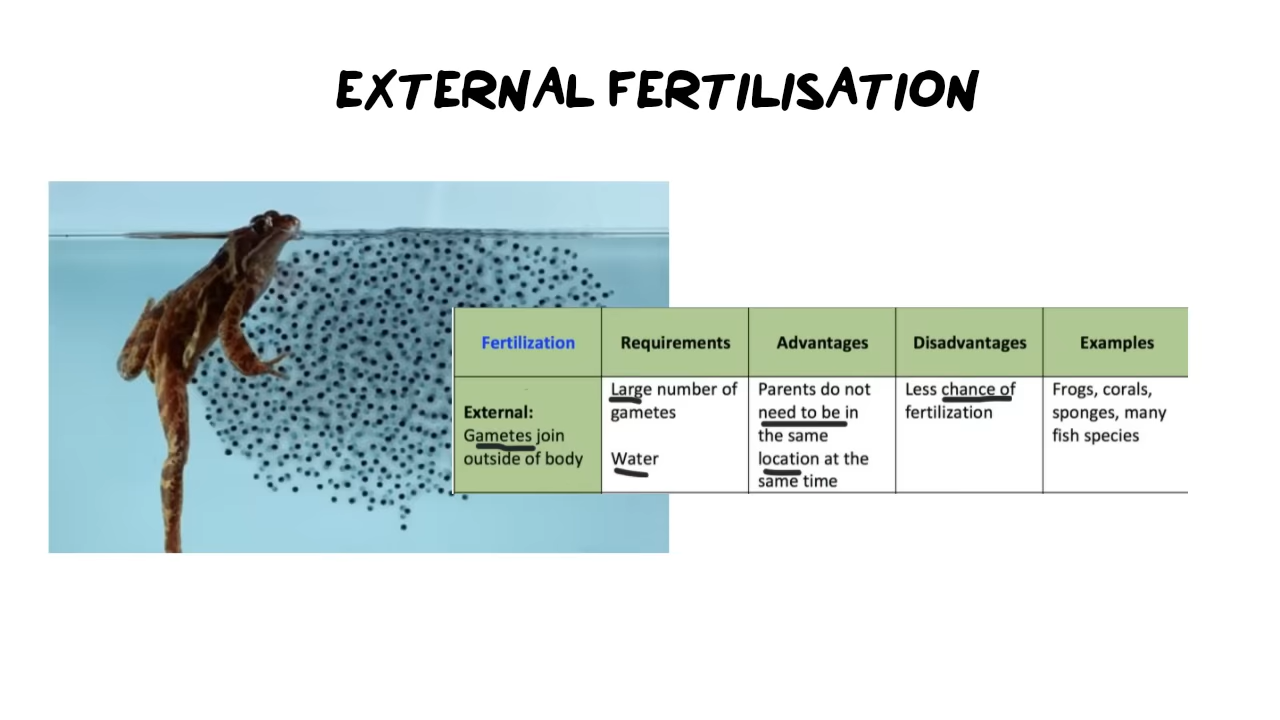 EXTERNAL FERTILISATION
Fertilization
Requirements
Advantages
Disadvantages
Examples
External:
Gametes join
outside of body
Large number of
gametes
Water
Parents do not
need to be in
the same
location at the
same time
Less chance of
fertilization
Frogs, corals,
sponges, many
fish species